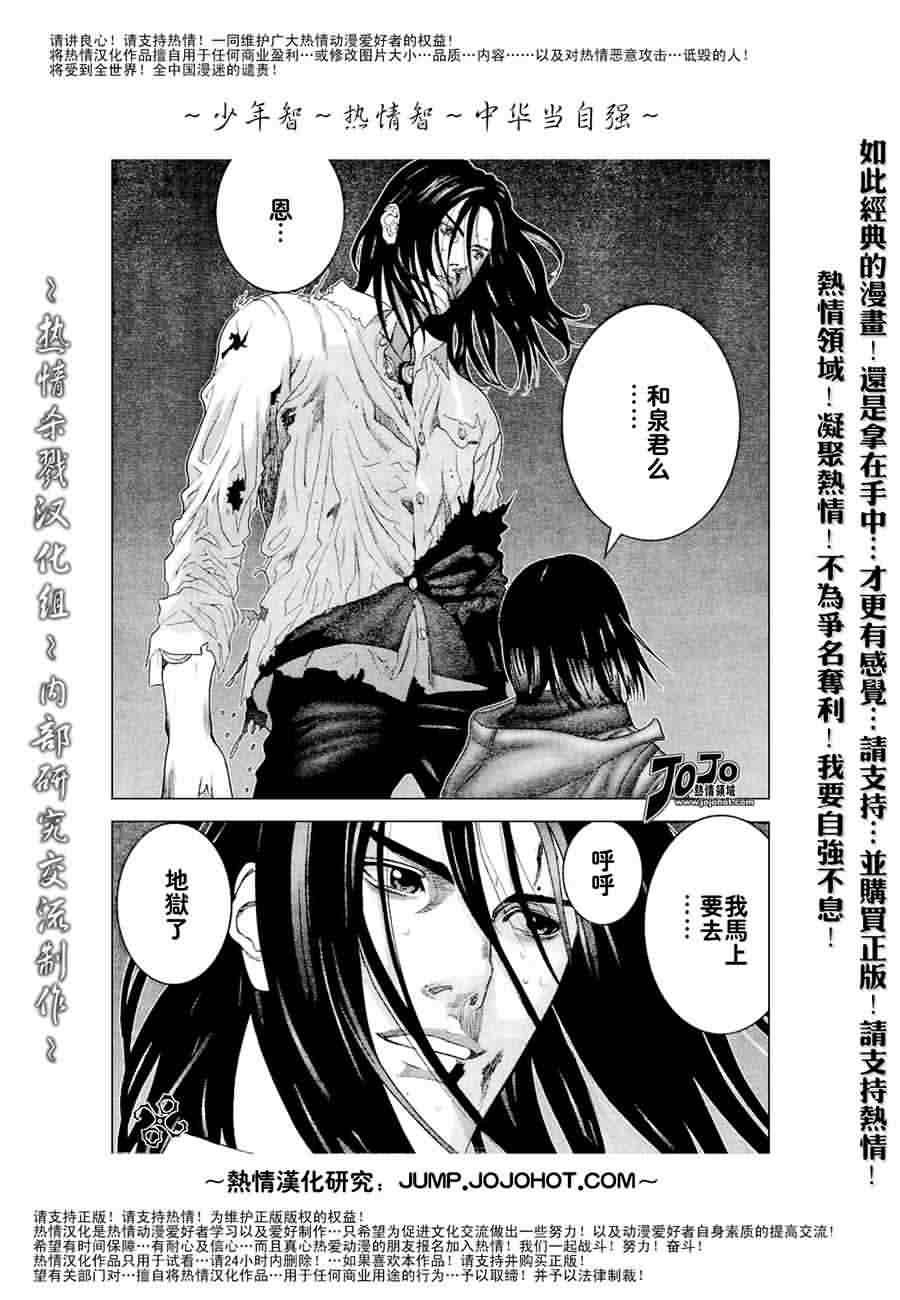 请讲良心！请支持热情！一同维护广大热情动漫爱好者的权益！
将热情汉化作品擅自用于任何商业盈利…或修改图片大小…品质…内容……以及对热情恶意攻击…诋毁的人！
将受到全世界！全中国漫迷的谴责！
～少年智～热情智～中华当自强～
如此經典的漫畫！還是拿在手中…才更有感覺…請支持…並購買正版！請支持熱情！
熱情領域！凝聚熱情！不為爭名奪利！我要自強不息！
～热情杀戮汉化组～内部研究交流制作～
和泉君么
……
恩
…
JOJO
熱情領域
www.jojohot.com
我馬上
要去
……
呼呼
地獄了
～熱情漢化研究：JUMP.JOJOHOT.COM～
请支持正版！请支持热情！为维护正版版权的权益！
热情汉化是热情动漫爱好者学习以及爱好制作…只希望为促进文化交流做出一些努力！以及动漫爱好者自身素质的提高交流！
希望有时间保障…有耐心及信心…而且真心热爱动漫的朋友报名加入热情！我们一起战斗！努力！奋斗！
热情汉化作品只用于试看…请24小时内删除！…如果喜欢本作品！请支持并购买正版！
望有关部门对…擅自将热情汉化作品…用于任何商业用途的行为…予以取缔！并予以法律制裁！